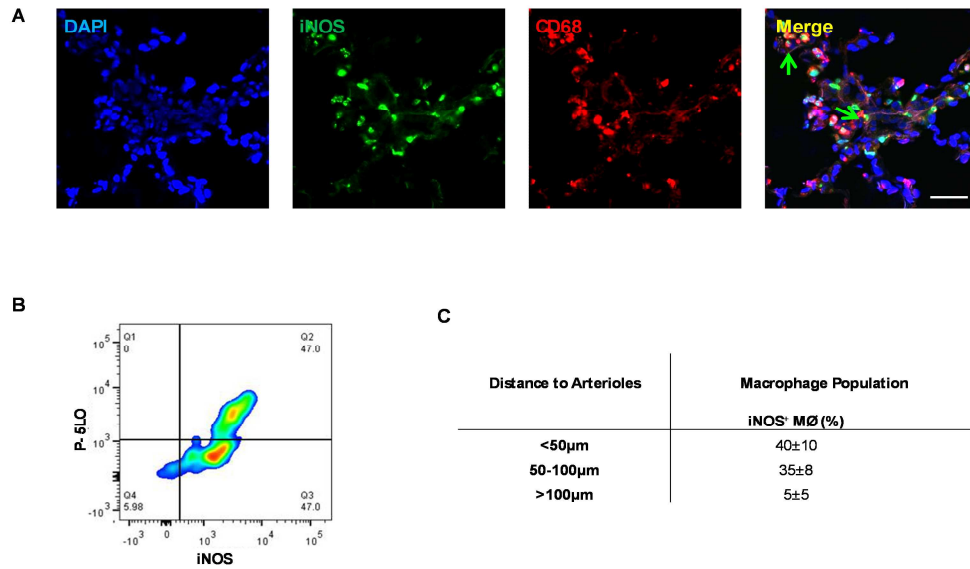 A
DAPI
iNOS
CD68
Merge
B
Q1
0
Q2
47.0
10^5
10^4
10^3
-10^3
Q4
5.98
Q3
47.0
P- 5LO
-10^3 0 10^3 10^4 10^5
iNOS
C
Distance to Arterioles Macrophage Population
iNOS⁺ MØ (%)
<50µm 40±10
50-100µm 35±8
>100µm 5±5